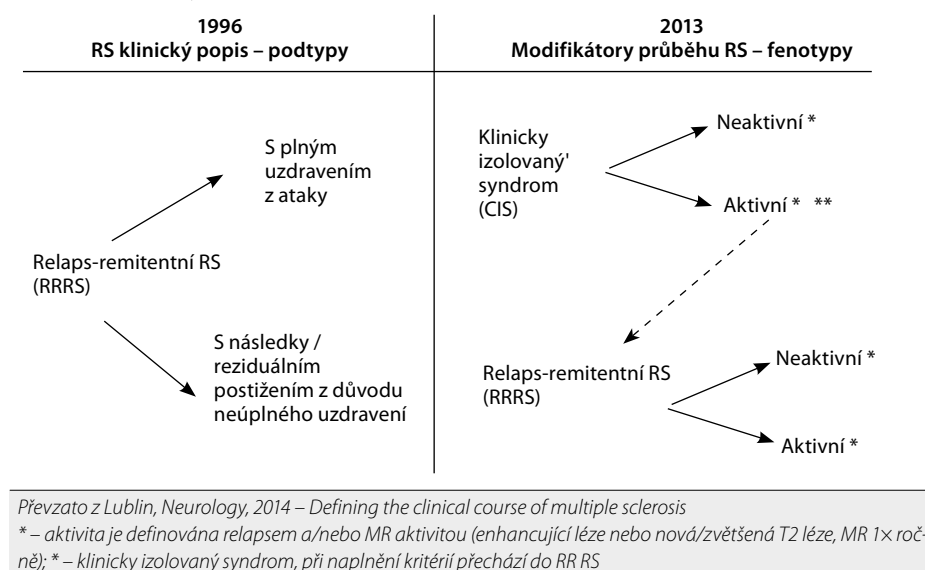 1996
RS klinický popis – podtypy
S plným
uzdravením
z ataky
Relaps-remitentní RS
(RRRS)
S následky /
reziduálním
postižením z důvodu
neúplného uzdravení
2013
Modifikátory průběhu RS – fenotypy
Klinicky
izolovaný'
syndrom
(CIS)
Neaktivní *
Aktivní * **
Relaps-remitentní RS
(RRRS)
Neaktivní *
Aktivní *
Převzato z Lublin, Neurology, 2014 – Defining the clinical course of multiple sclerosis
* – aktivita je definována relapsem a/nebo MR aktivitou (enhancující léze nebo nová/zvětšená T2 léze, MR 1× roč-
ně); * – klinicky izolovaný syndrom, při naplnění kritérií přechází do RR RS